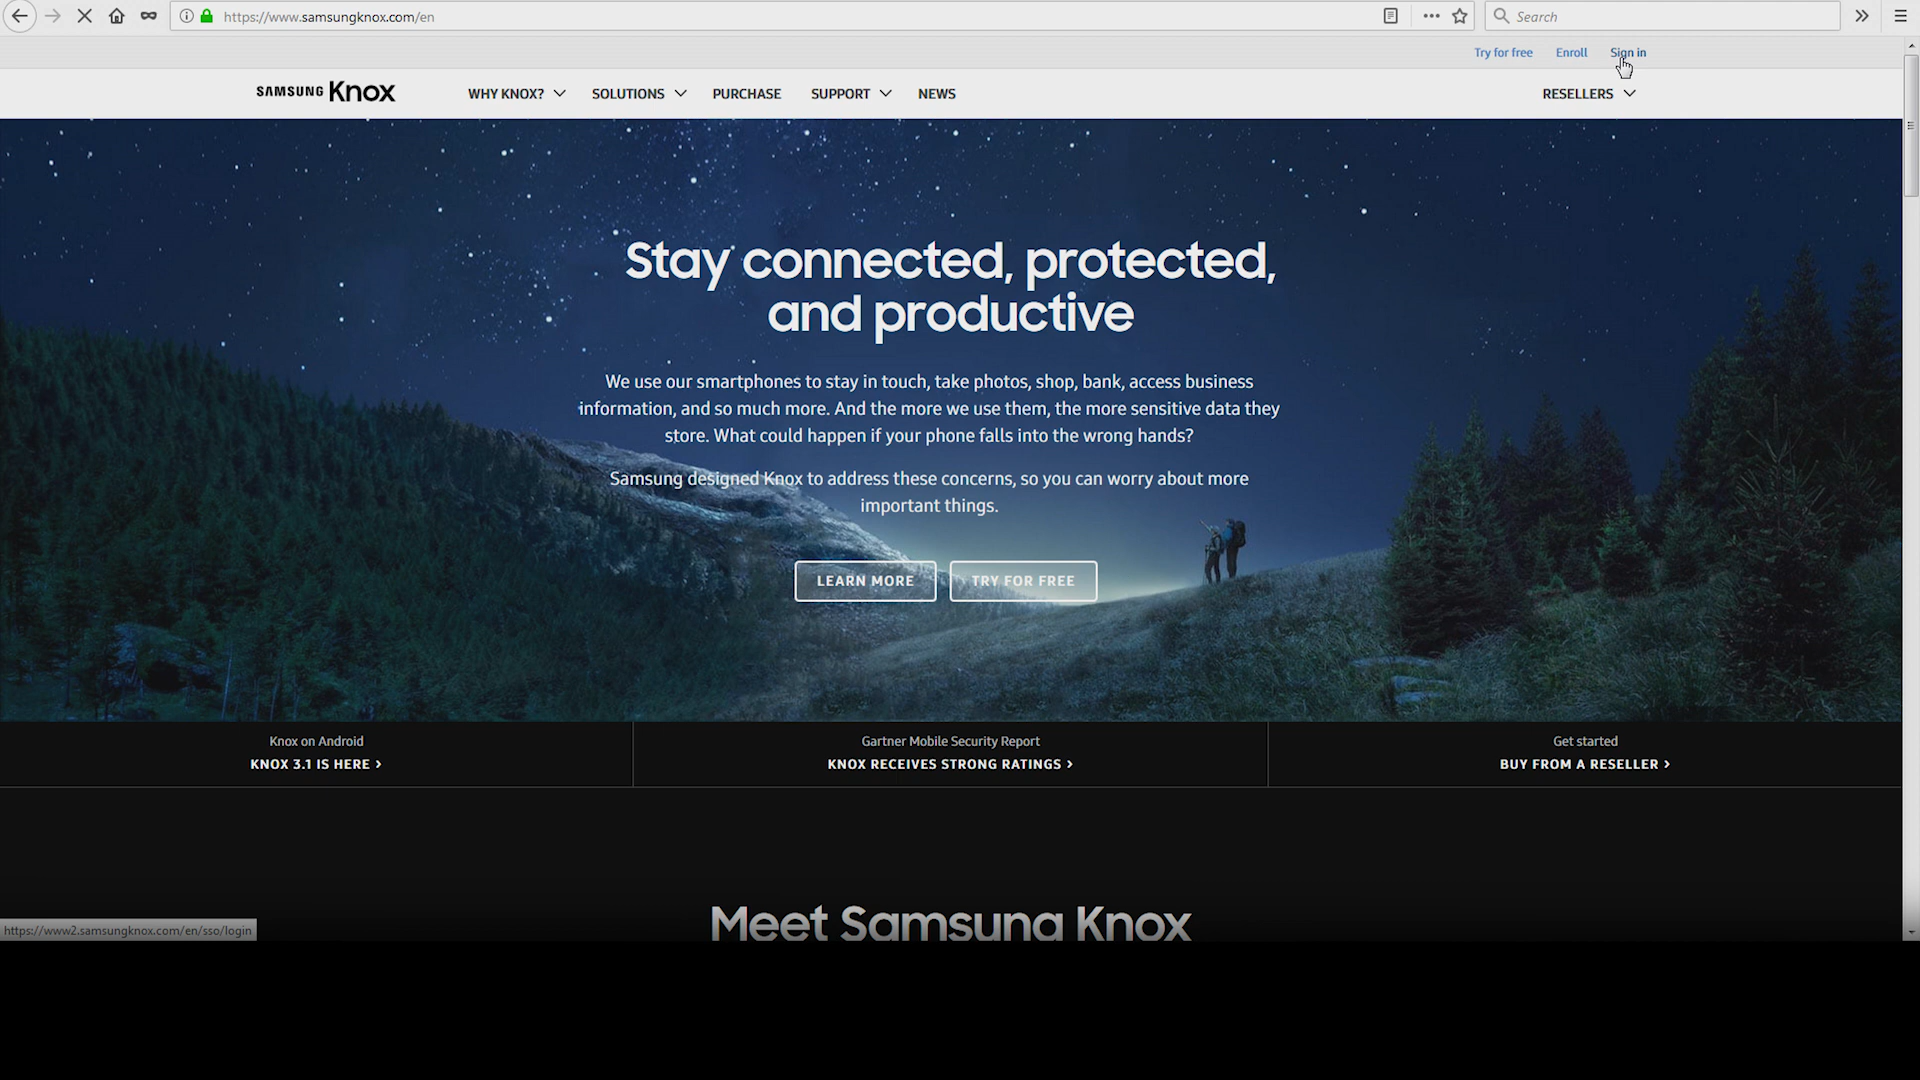 https://www.samsungknox.com/en
Search
Try for free Enroll Sign in
SAMSUNG Knox WHY KNOX? SOLUTIONS PURCHASE SUPPORT NEWS RESELLERS
Stay connected, protected,
and productive
We use our smartphones to stay in touch, take photos, shop, bank, access business
information, and so much more. And the more we use them, the more sensitive data they
store. What could happen if your phone falls into the wrong hands?
Samsung designed Knox to address these concerns, so you can worry about more
important things.
LEARN MORE TRY FOR FREE
Knox on Android
KNOX 3.1 IS HERE >
Gartner Mobile Security Report
KNOX RECEIVES STRONG RATINGS >
Get started
BUY FROM A RESELLER >
Meet Samsung Knox
https://www2.samsungknox.com/en/sso/login